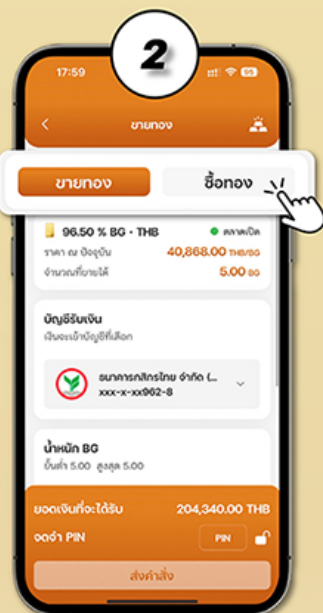 2
17:59
95
ขายทอง
ขายทอง
ซื้อทอง
96.50 % BG - THB
ตลาดเปิด
ราคา ณ ปัจจุบัน
40,868.00 THB/BG
จำนวนที่ขายได้
5.00 BG
บัญชีรับเงิน
เงินจะเข้าบัญชีที่เลือก
ธนาคารกสิกรไทย จำกัด (...
xxx-x-xx962-8
น้ำหนัก BG
ขั้นต่ำ 5.00 สูงสุด 5.00
ยอดเงินที่จะได้รับ
204,340.00 THB
จดจำ PIN
PIN
ส่งคำสั่ง